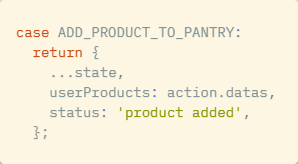 case ADD_PRODUCT_TO_PANTRY:
  return {
    ...state,
    userProducts: action.datas,
    status: 'product added',
  };